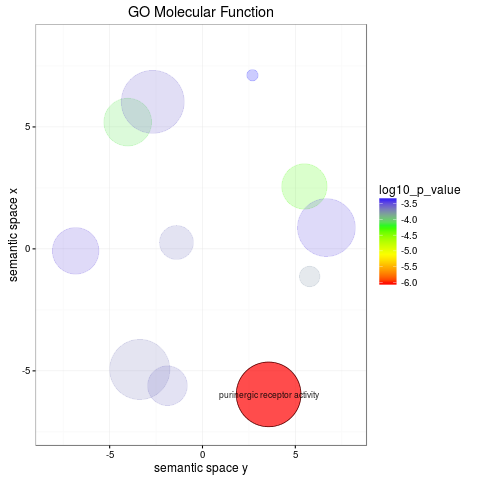 GO Molecular Function
semantic space x
5
0
-5
purinergic receptor activity
-5
0
5
semantic space y
log10_p_value
-3.5
-4.0
-4.5
-5.0
-5.5
-6.0